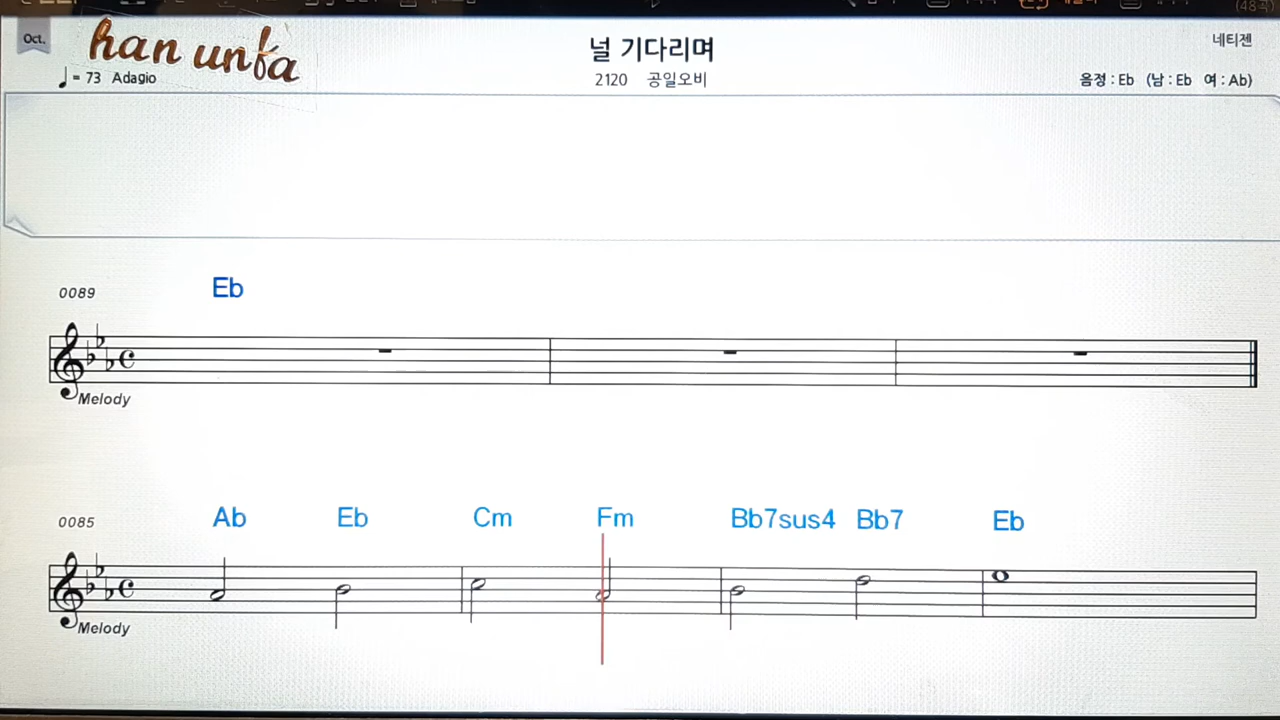 Oct.
han unfa
널 기다리며
네티젠
= 73 Adagio
2120 공일오비
음정 : Eb (남 : Eb 여 : Ab)
0089
Eb
Melody
0085
Ab Eb Cm Fm Bb7sus4 Bb7 Eb
Melody